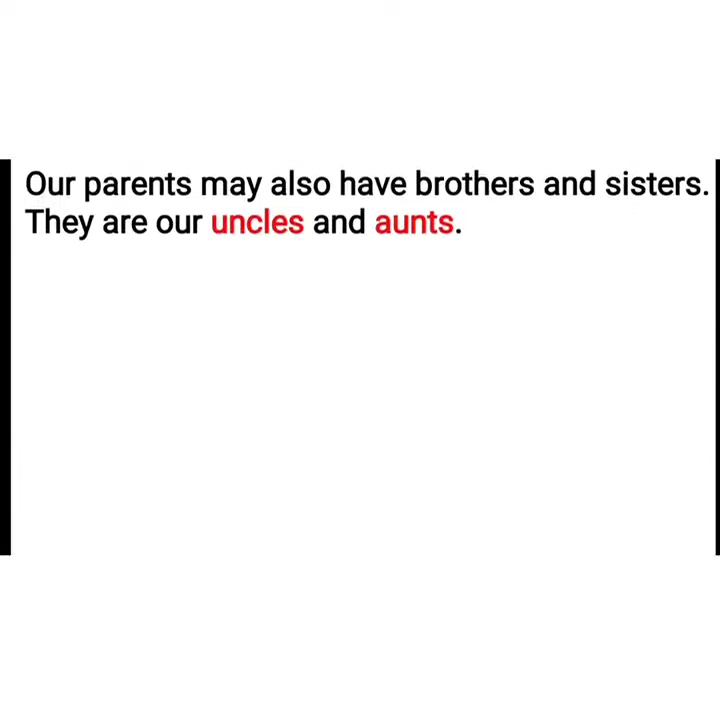 Our parents may also have brothers and sisters.
They are our uncles and aunts.